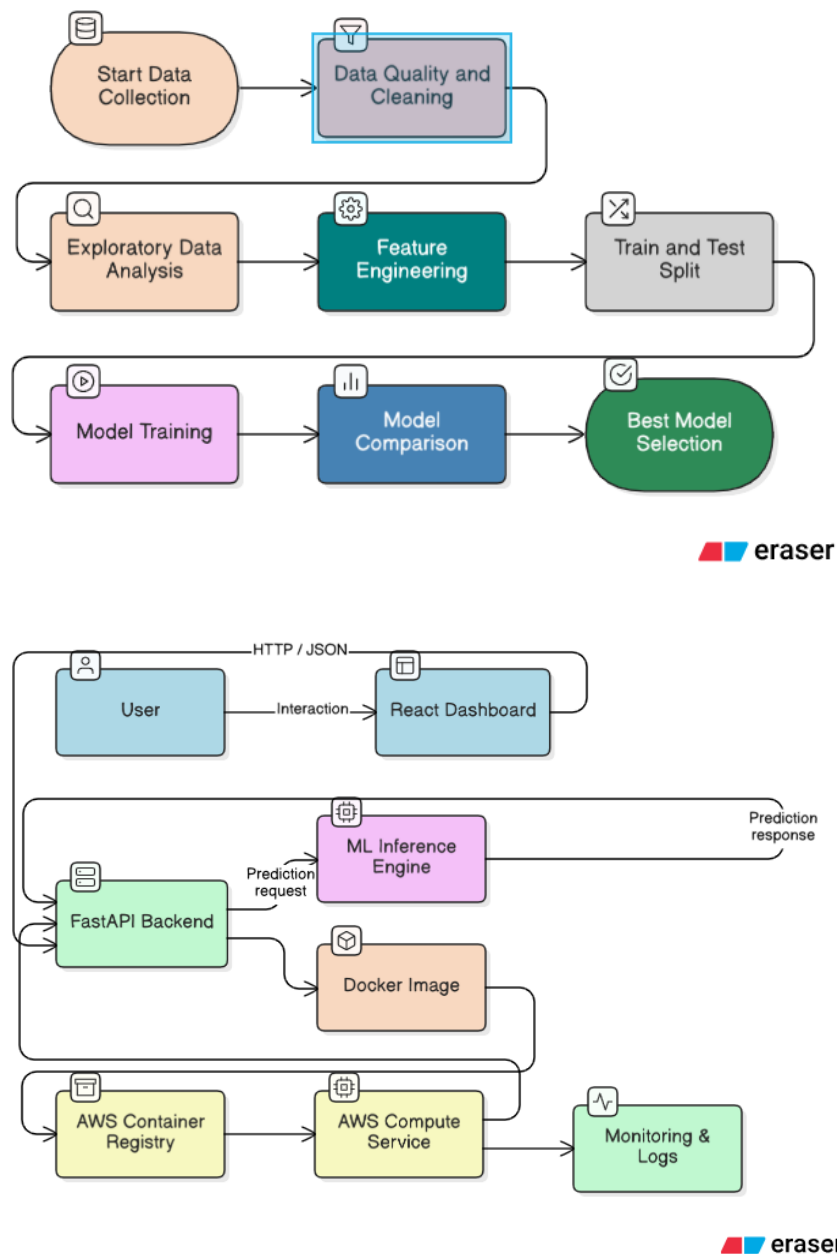 Start Data
Collection
Data Quality and
Cleaning
Exploratory Data
Analysis
Feature
Engineering
Train and Test
Split
Model Training
Model
Comparison
Best Model
Selection
eraser
HTTP / JSON
User
Interaction
React Dashboard
ML Inference
Engine
Prediction
response
Prediction
request
FastAPI Backend
Docker Image
AWS Container
Registry
AWS Compute
Service
Monitoring &
Logs
eraser